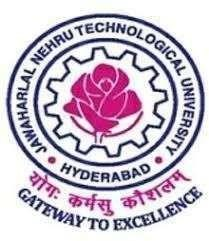 JAWAHARLAL NEHRU TECHNOLOGICAL UNIVERSITY
• HYDERABAD •
योगः कर्मसु कौशलम्
GATEWAY TO EXCELLENCE